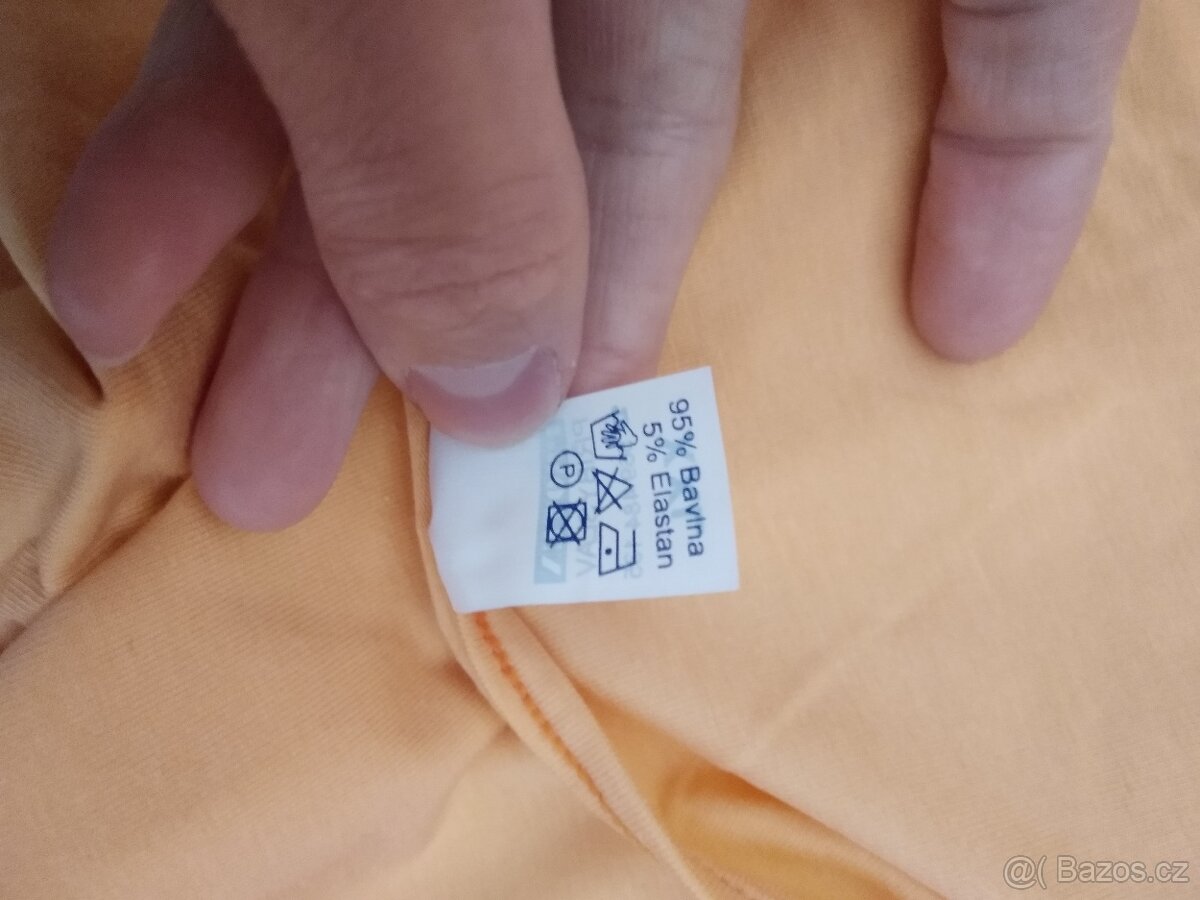 95% Bavlna
5% Elastan
P
@( Bazos.cz